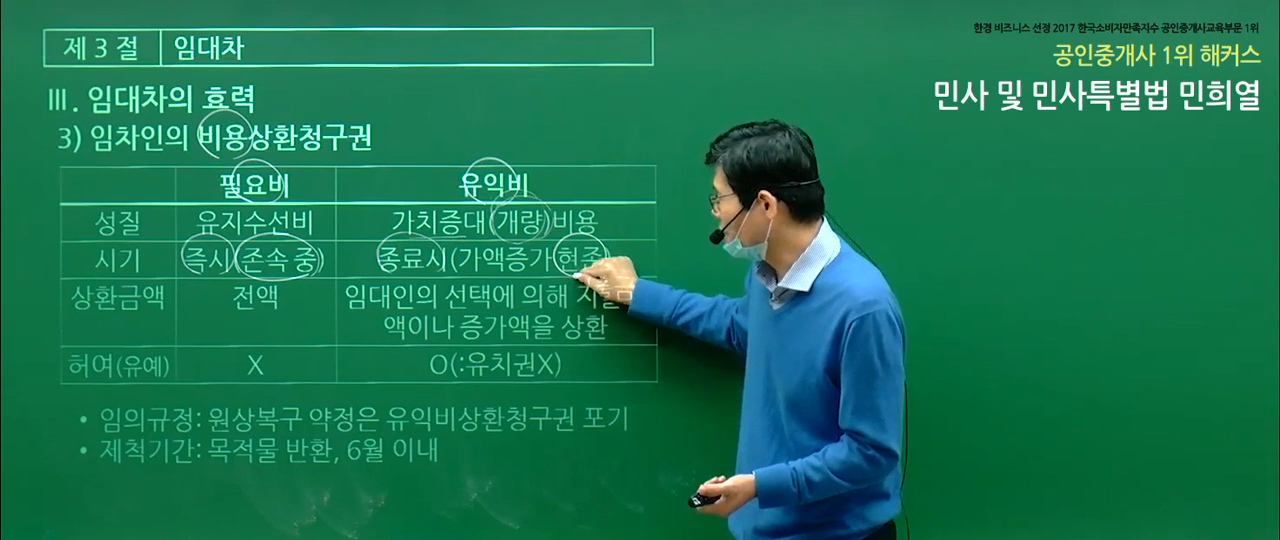 한경 비즈니스 선정 2017 한국소비자만족지수 공인중개사교육부문 1위
공인중개사 1위 해커스
민사 및 민사특별법 민희열
제 3 절 임대차
Ⅲ. 임대차의 효력
3) 임차인의 비용상환청구권
필요비 유익비
성질 유지수선비 가치증대(개량)비용
시기 즉시(존속 중) 종료시(가액증가 현존
상환금액 전액 임대인의 선택에 의해
액이나 증가액을 상환
허여(유예) X O(:유치권X)
• 임의규정: 원상복구 약정은 유익비상환청구권 포기
• 제척기간: 목적물 반환, 6월 이내